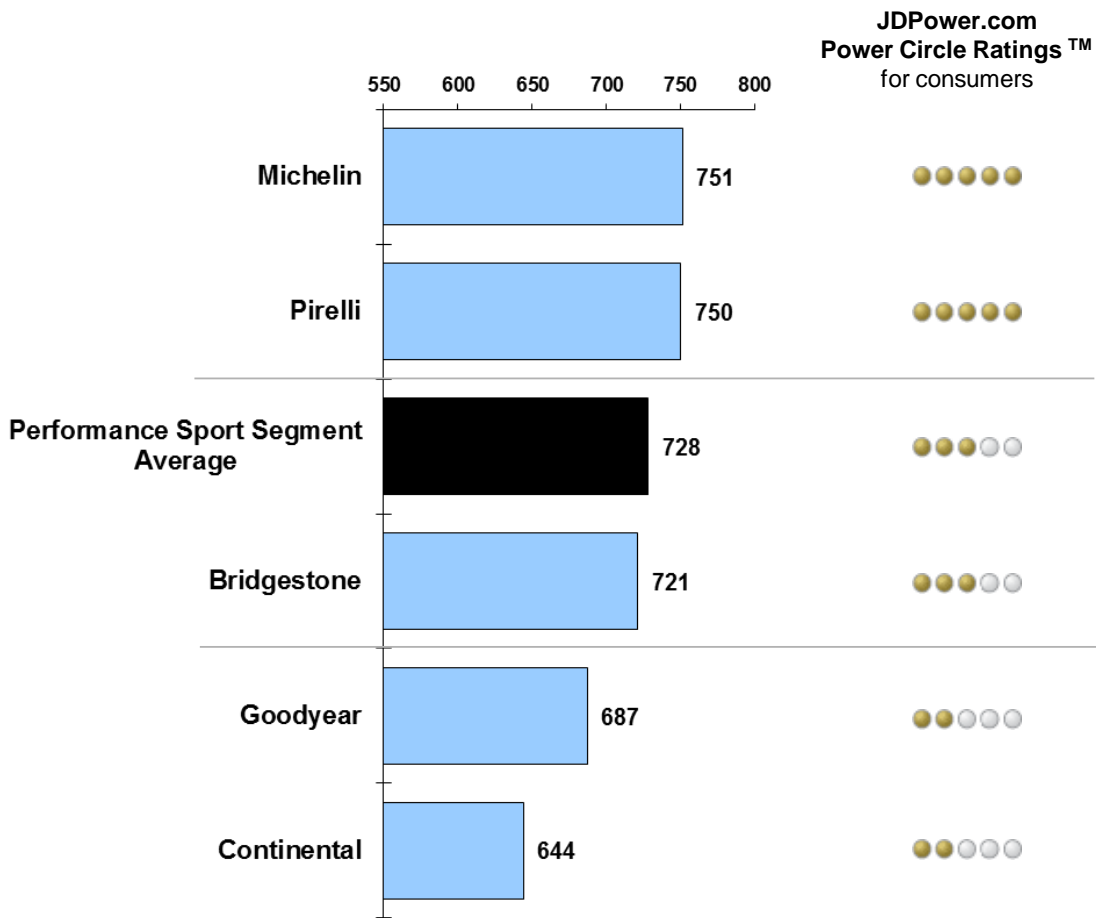 JDPower.com
Power Circle Ratings ™
for consumers
550 600 650 700 750 800
Michelin 751
Pirelli 750
Performance Sport Segment
Average
728
Bridgestone 721
Goodyear 687
Continental 644